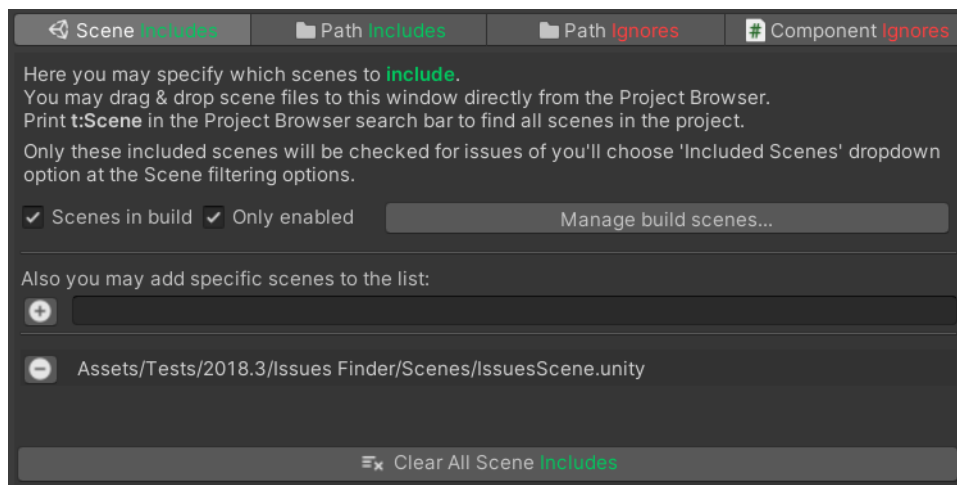 Scene Includes
Path Includes
Path Ignores
# Component Ignores
Here you may specify which scenes to include.
You may drag & drop scene files to this window directly from the Project Browser.
Print t:Scene in the Project Browser search bar to find all scenes in the project.
Only these included scenes will be checked for issues of you'll choose 'Included Scenes' dropdown
option at the Scene filtering options.
Scenes in build
Only enabled
Manage build scenes...
Also you may add specific scenes to the list:
Assets/Tests/2018.3/Issues Finder/Scenes/IssuesScene.unity
Clear All Scene Includes